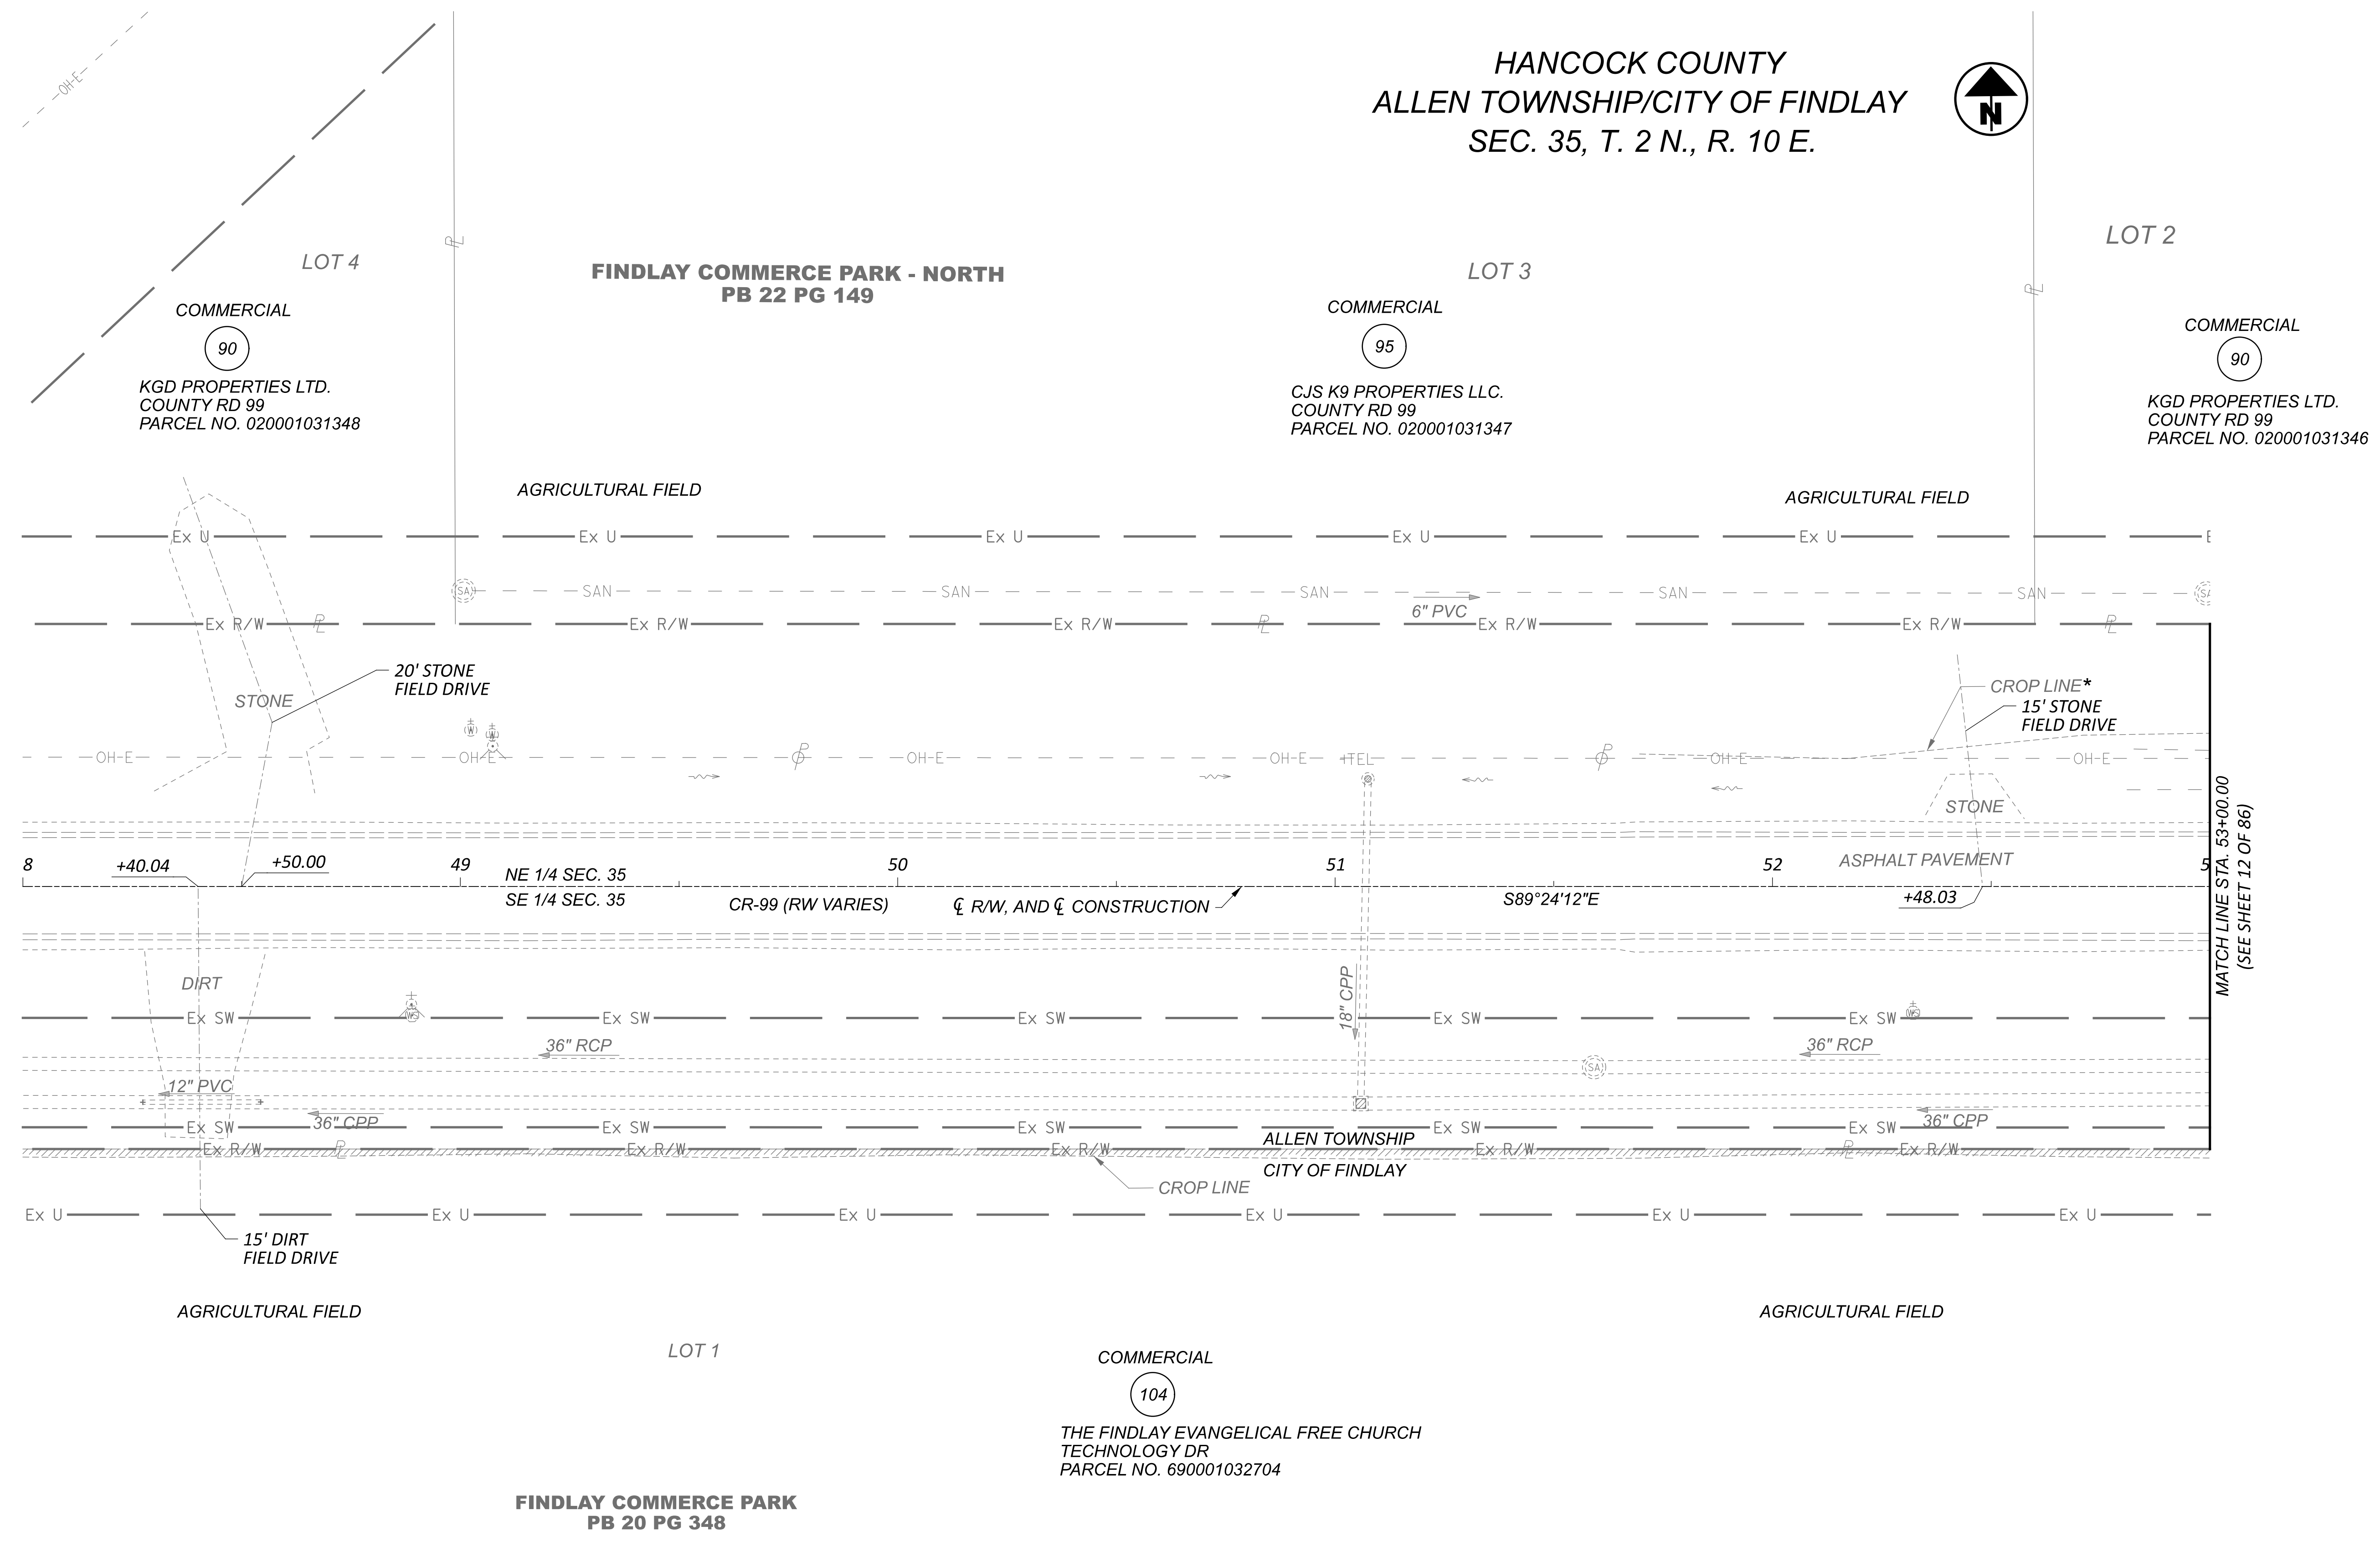 HANCOCK COUNTY
ALLEN TOWNSHIP/CITY OF FINDLAY
SEC. 35, T. 2 N., R. 10 E.
N
OH-E
LOT 4
FINDLAY COMMERCE PARK - NORTH
PB 22 PG 149
LOT 3
LOT 2
COMMERCIAL
90
KGD PROPERTIES LTD.
COUNTY RD 99
PARCEL NO. 020001031348
COMMERCIAL
95
CJS K9 PROPERTIES LLC.
COUNTY RD 99
PARCEL NO. 020001031347
COMMERCIAL
90
KGD PROPERTIES LTD.
COUNTY RD 99
PARCEL NO. 020001031346
AGRICULTURAL FIELD
AGRICULTURAL FIELD
Ex U Ex U Ex U Ex U Ex U E
SA SAN SAN SAN SAN SAN SA
6" PVC
Ex R/W Ex R/W Ex R/W Ex R/W Ex R/W
20' STONE
FIELD DRIVE
STONE
CROP LINE*
15' STONE
FIELD DRIVE
W W
OH-E OH-E OH-E OH-E TEL OH-E OH-E
STONE
8 +40.04 +50.00 49 50 51 52 5
ASPHALT PAVEMENT
NE 1/4 SEC. 35
SE 1/4 SEC. 35
CR-99 (RW VARIES)
℄ R/W, AND ℄ CONSTRUCTION
S89°24'12"E
+48.03
MATCH LINE STA. 53+00.00
(SEE SHEET 12 OF 86)
DIRT
18" CPP
WS WS
Ex SW Ex SW Ex SW Ex SW Ex SW
36" RCP
36" RCP
SA
12" PVC
36" CPP
36" CPP
Ex SW Ex SW Ex SW Ex SW Ex SW
ALLEN TOWNSHIP
Ex R/W Ex R/W Ex R/W Ex R/W Ex R/W
CITY OF FINDLAY
CROP LINE
Ex U Ex U Ex U Ex U Ex U Ex U
15' DIRT
FIELD DRIVE
AGRICULTURAL FIELD
AGRICULTURAL FIELD
LOT 1
COMMERCIAL
104
THE FINDLAY EVANGELICAL FREE CHURCH
TECHNOLOGY DR
PARCEL NO. 690001032704
FINDLAY COMMERCE PARK
PB 20 PG 348